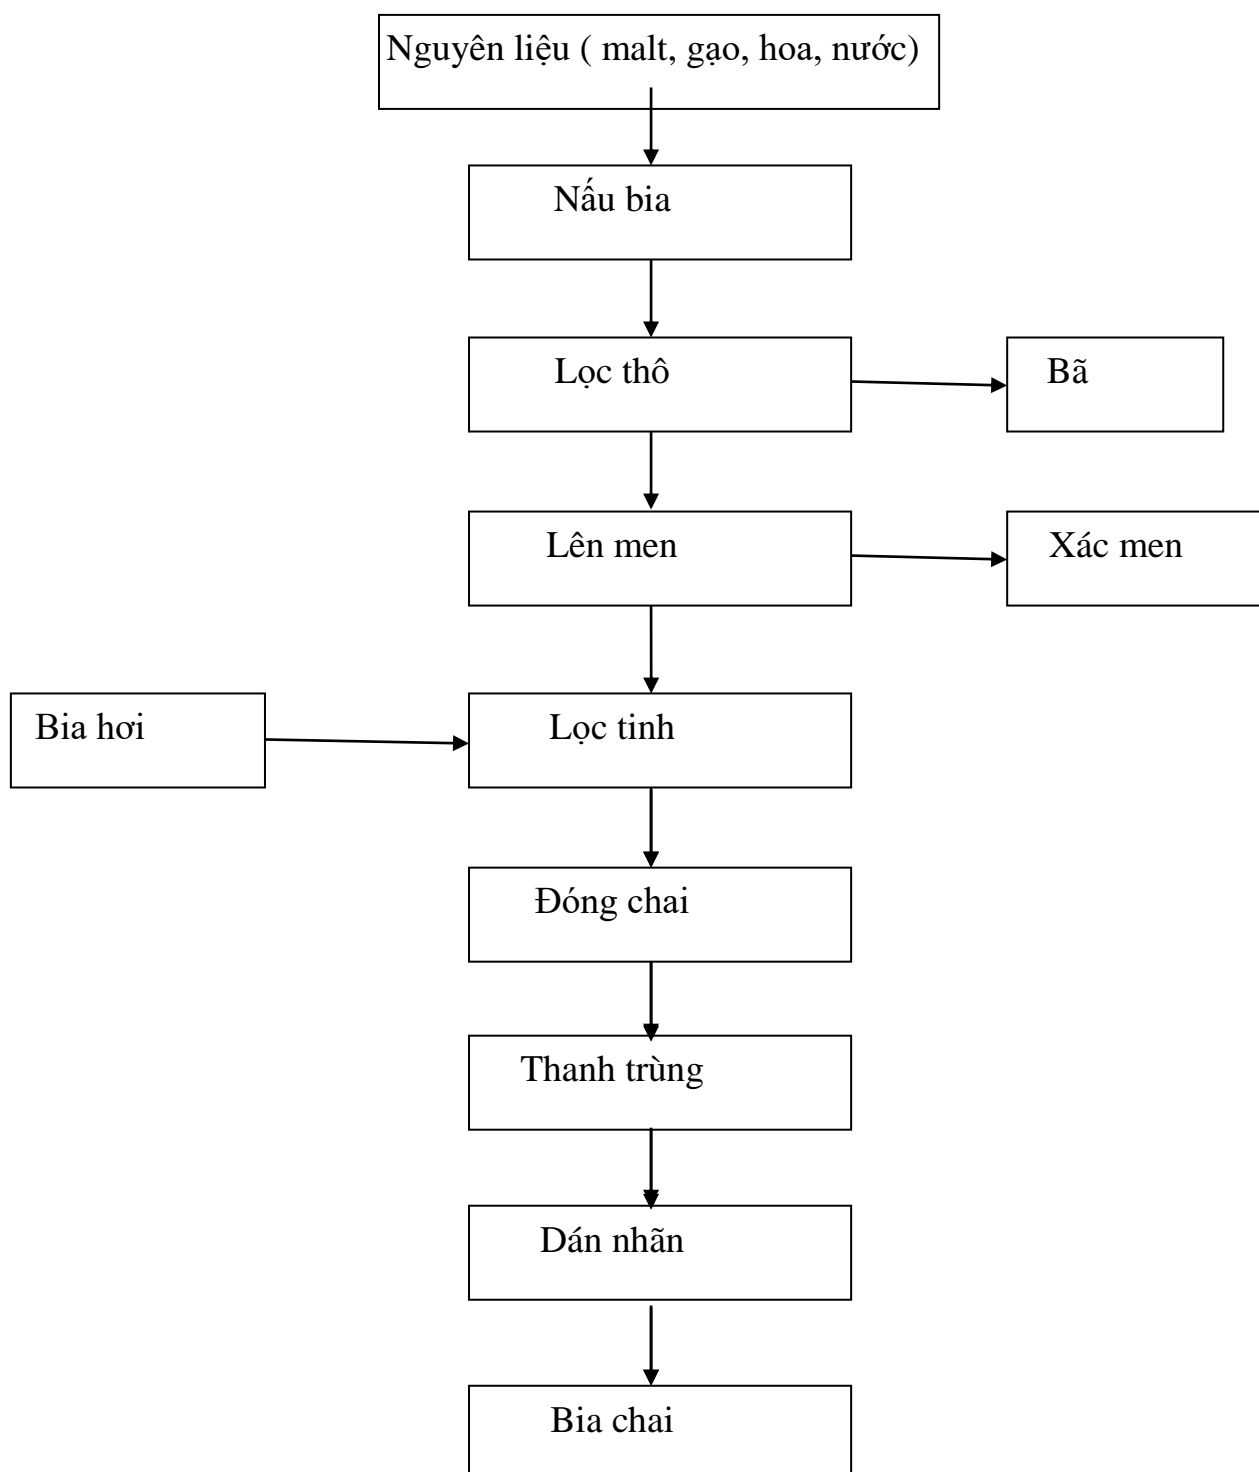 Nguyên liệu ( malt, gạo, hoa, nước)
Nấu bia
Lọc thô
Bã
Lên men
Xác men
Bia hơi
Lọc tinh
Đóng chai
Thanh trùng
Dán nhãn
Bia chai